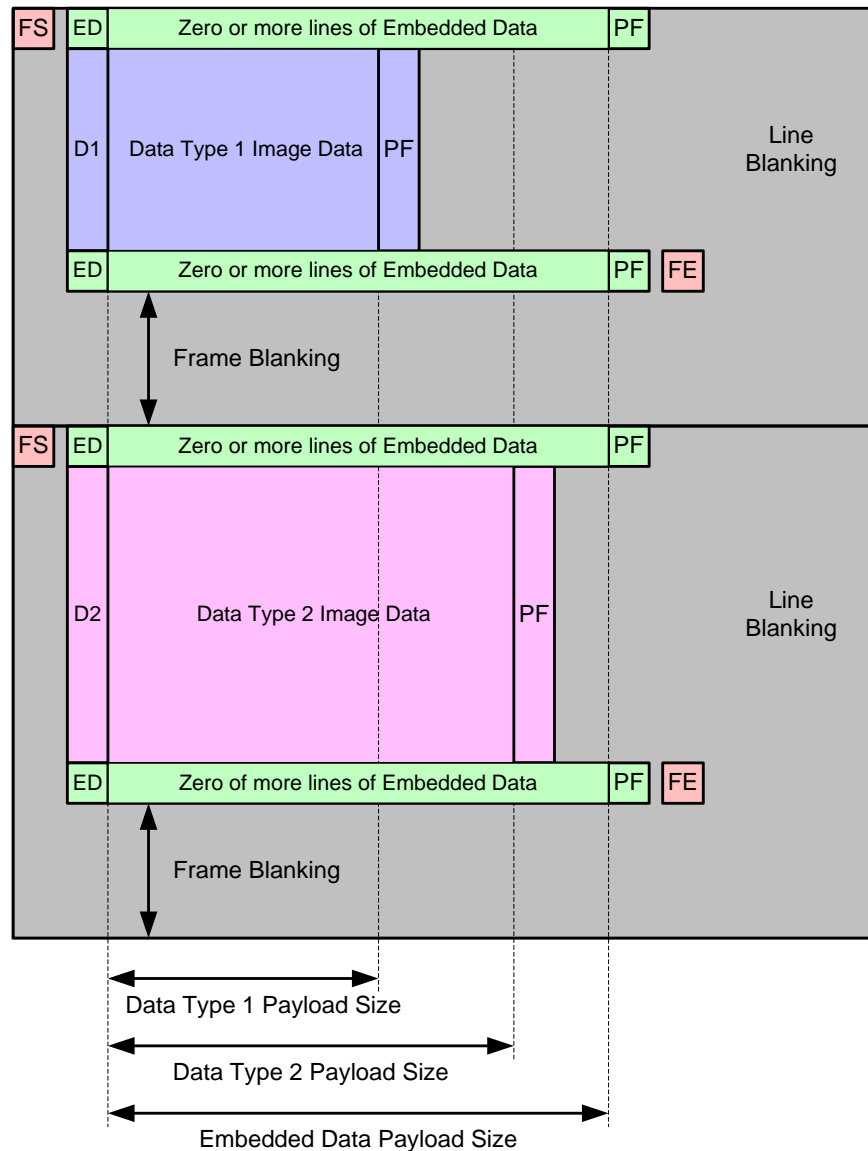 FS ED Zero or more lines of Embedded Data PF
D1 Data Type 1 Image Data PF
Line
Blanking
ED Zero or more lines of Embedded Data PF FE
Frame Blanking
FS ED Zero or more lines of Embedded Data PF
D2 Data Type 2 Image Data PF
Line
Blanking
ED Zero of more lines of Embedded Data PF FE
Frame Blanking
Data Type 1 Payload Size
Data Type 2 Payload Size
Embedded Data Payload Size